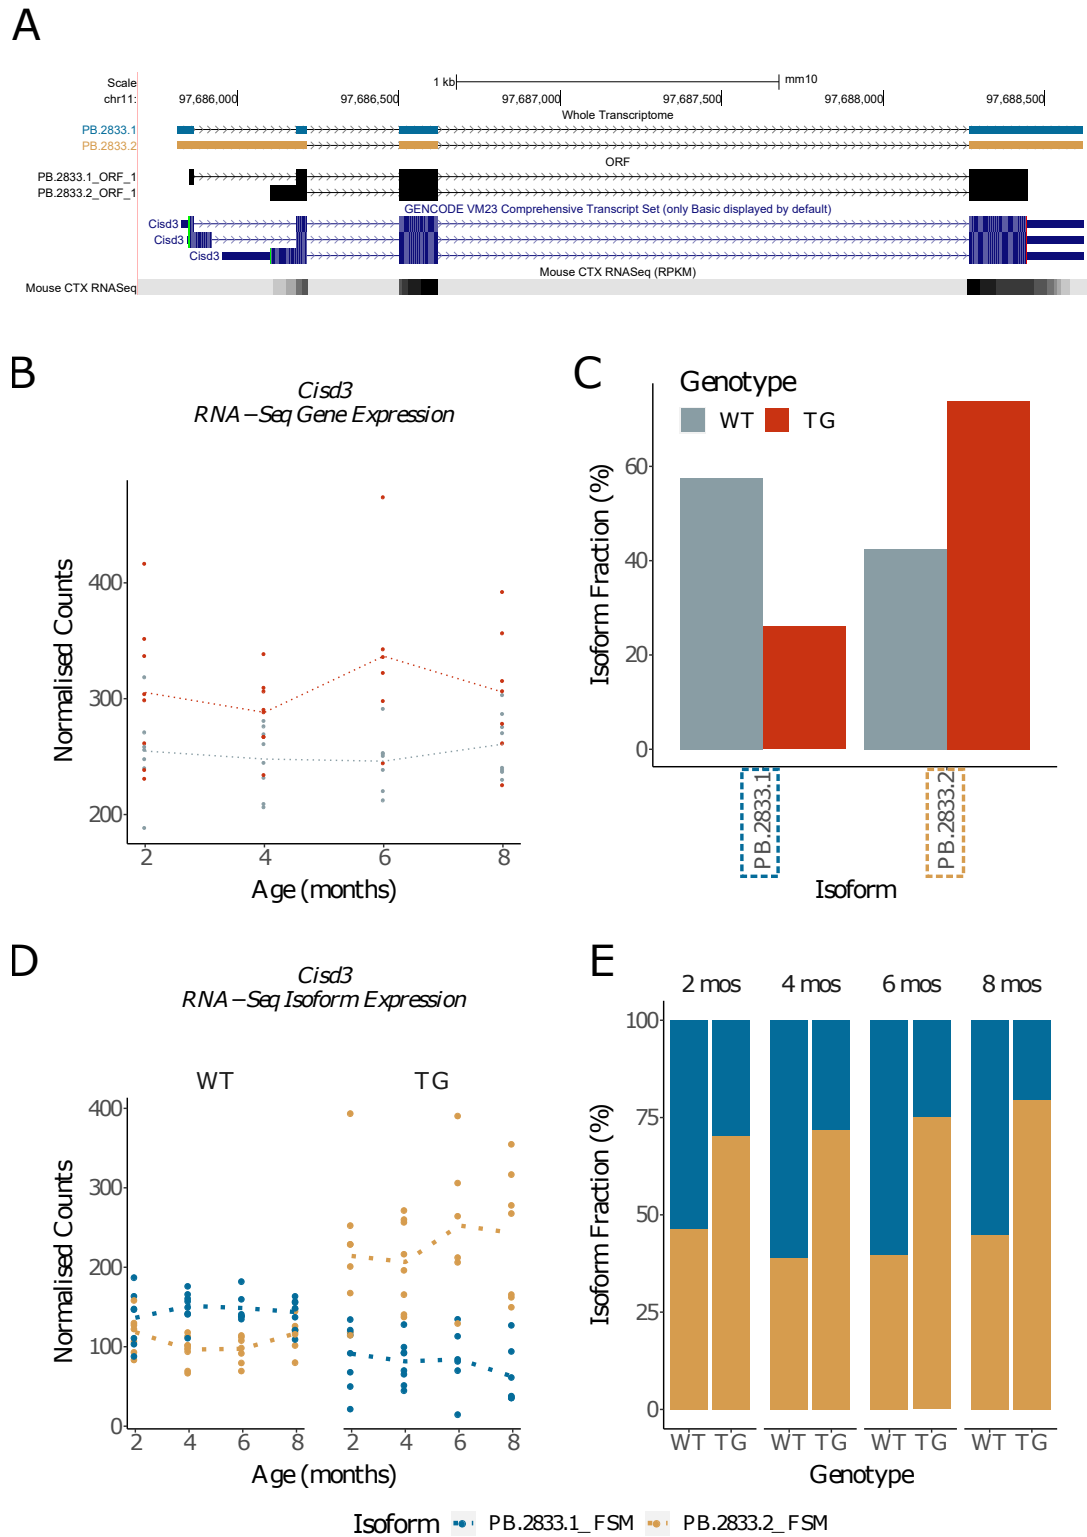 A
Scale 1 kb mm10
chr11: 97,686,000 97,686,500 97,687,000 97,687,500 97,688,000 97,688,500
Whole Transcriptome
PB.2833.1
PB.2833.2
ORF
PB.2833.1_ORF_1
PB.2833.2_ORF_1
GENCODE VM23 Comprehensive Transcript Set (only Basic displayed by default)
Cisd3
Cisd3
Cisd3
Mouse CTX RNASeq (RPKM)
Mouse CTX RNASeq
B
Cisd3
RNA–Seq Gene Expression
Normalised Counts
400
300
200
2 4 6 8
Age (months)
C
Genotype
WT TG
Isoform Fraction (%)
60
40
20
0
PB.2833.1 PB.2833.2
Isoform
D
Cisd3
RNA–Seq Isoform Expression
WT TG
Normalised Counts
400
300
200
100
0
2 4 6 8 2 4 6 8
Age (months)
E
2 mos 4 mos 6 mos 8 mos
Isoform Fraction (%)
100
75
50
25
0
WT TG WT TG WT TG WT TG
Genotype
Isoform PB.2833.1_FSM PB.2833.2_FSM